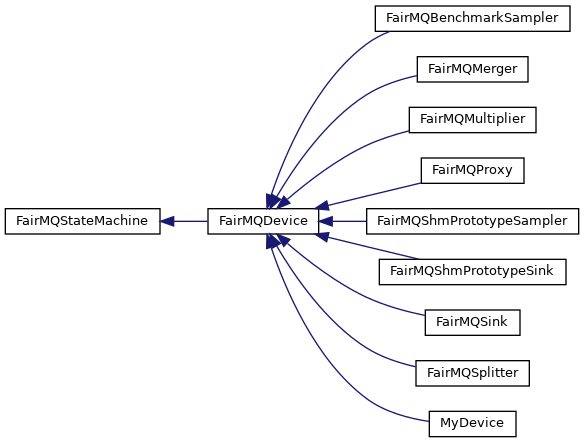 FairMQBenchmarkSampler
FairMQMerger
FairMQMultiplier
FairMQProxy
FairMQStateMachine
FairMQDevice
FairMQShmPrototypeSampler
FairMQShmPrototypeSink
FairMQSink
FairMQSplitter
MyDevice